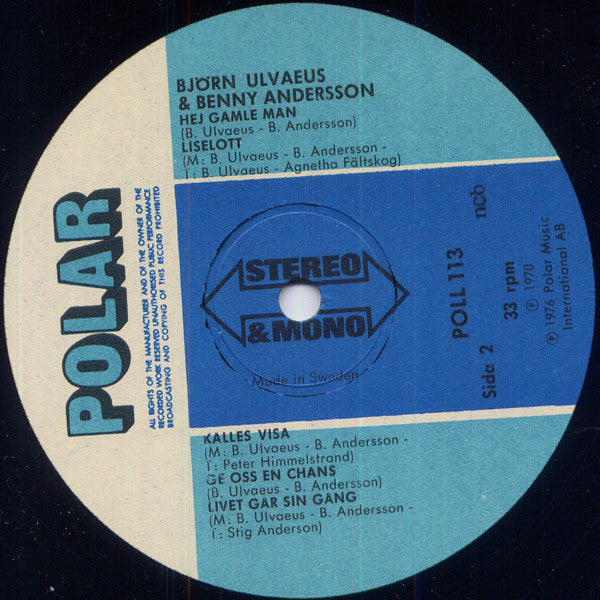 BJÖRN ULVAEUS
& BENNY ANDERSSON
HEJ GAMLE MAN
(B. Ulvaeus - B. Andersson)
LISELOTT
(M: B. Ulvaeus - B. Andersson -
T: B. Ulvaeus - Agnetha Fältskog)
POLAR
ALL RIGHTS OF THE MANUFACTURER AND OF THE OWNER OF THE
RECORDED WORK RESERVED UNAUTHORISED PUBLIC PERFORMANCE
BROADCASTING AND COPYING OF THIS RECORD PROHIBITED
STEREO
& MONO
Made in Sweden
POLL 113
ncb
Sida 2
33 rpm
℗ 1970
℗ 1976 Polar Music
International AB
KALLES VISA
(M: B. Ulvaeus - B. Andersson -
T: Peter Himmelstrand)
GE OSS EN CHANS
(B. Ulvaeus - B. Andersson)
LIVET GÅR SIN GÅNG
(M: B. Ulvaeus - B. Andersson -
T: Stig Anderson)